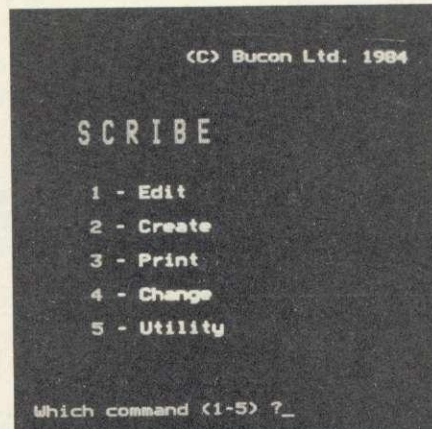 (C) Bucon Ltd. 1984
SCRIBE
1 - Edit
2 - Create
3 - Print
4 - Change
5 - Utility
Which command (1-5) ?_